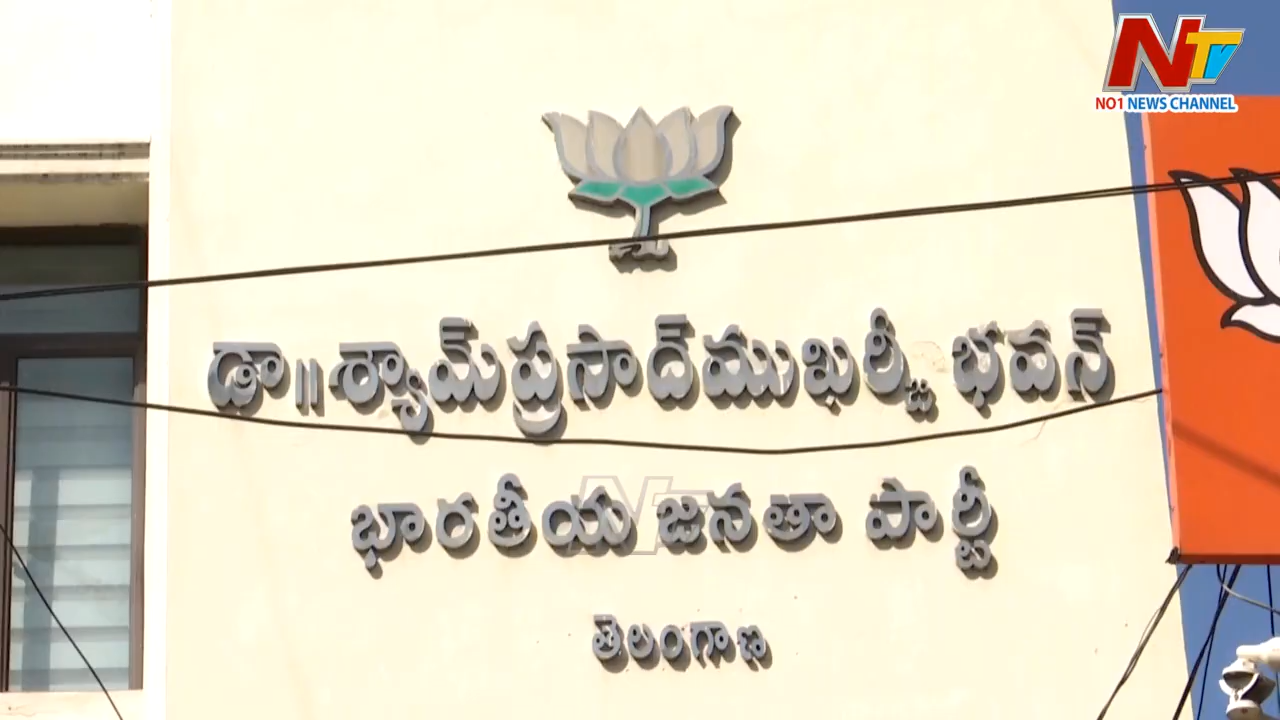 NTV
NO1 NEWS CHANNEL
డా॥ శ్యామ్‌ప్రసాద్‌ముఖర్జీ భవన్
భారతీయ జనతా పార్టీ
తెలంగాణ